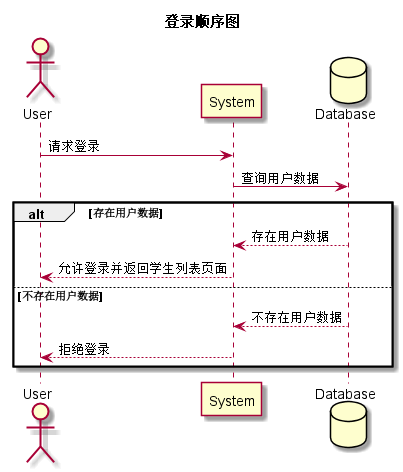 登录顺序图
User
System
Database
请求登录
查询用户数据
alt [存在用户数据]
存在用户数据
允许登录并返回学生列表页面
[不存在用户数据]
不存在用户数据
拒绝登录
User
System
Database